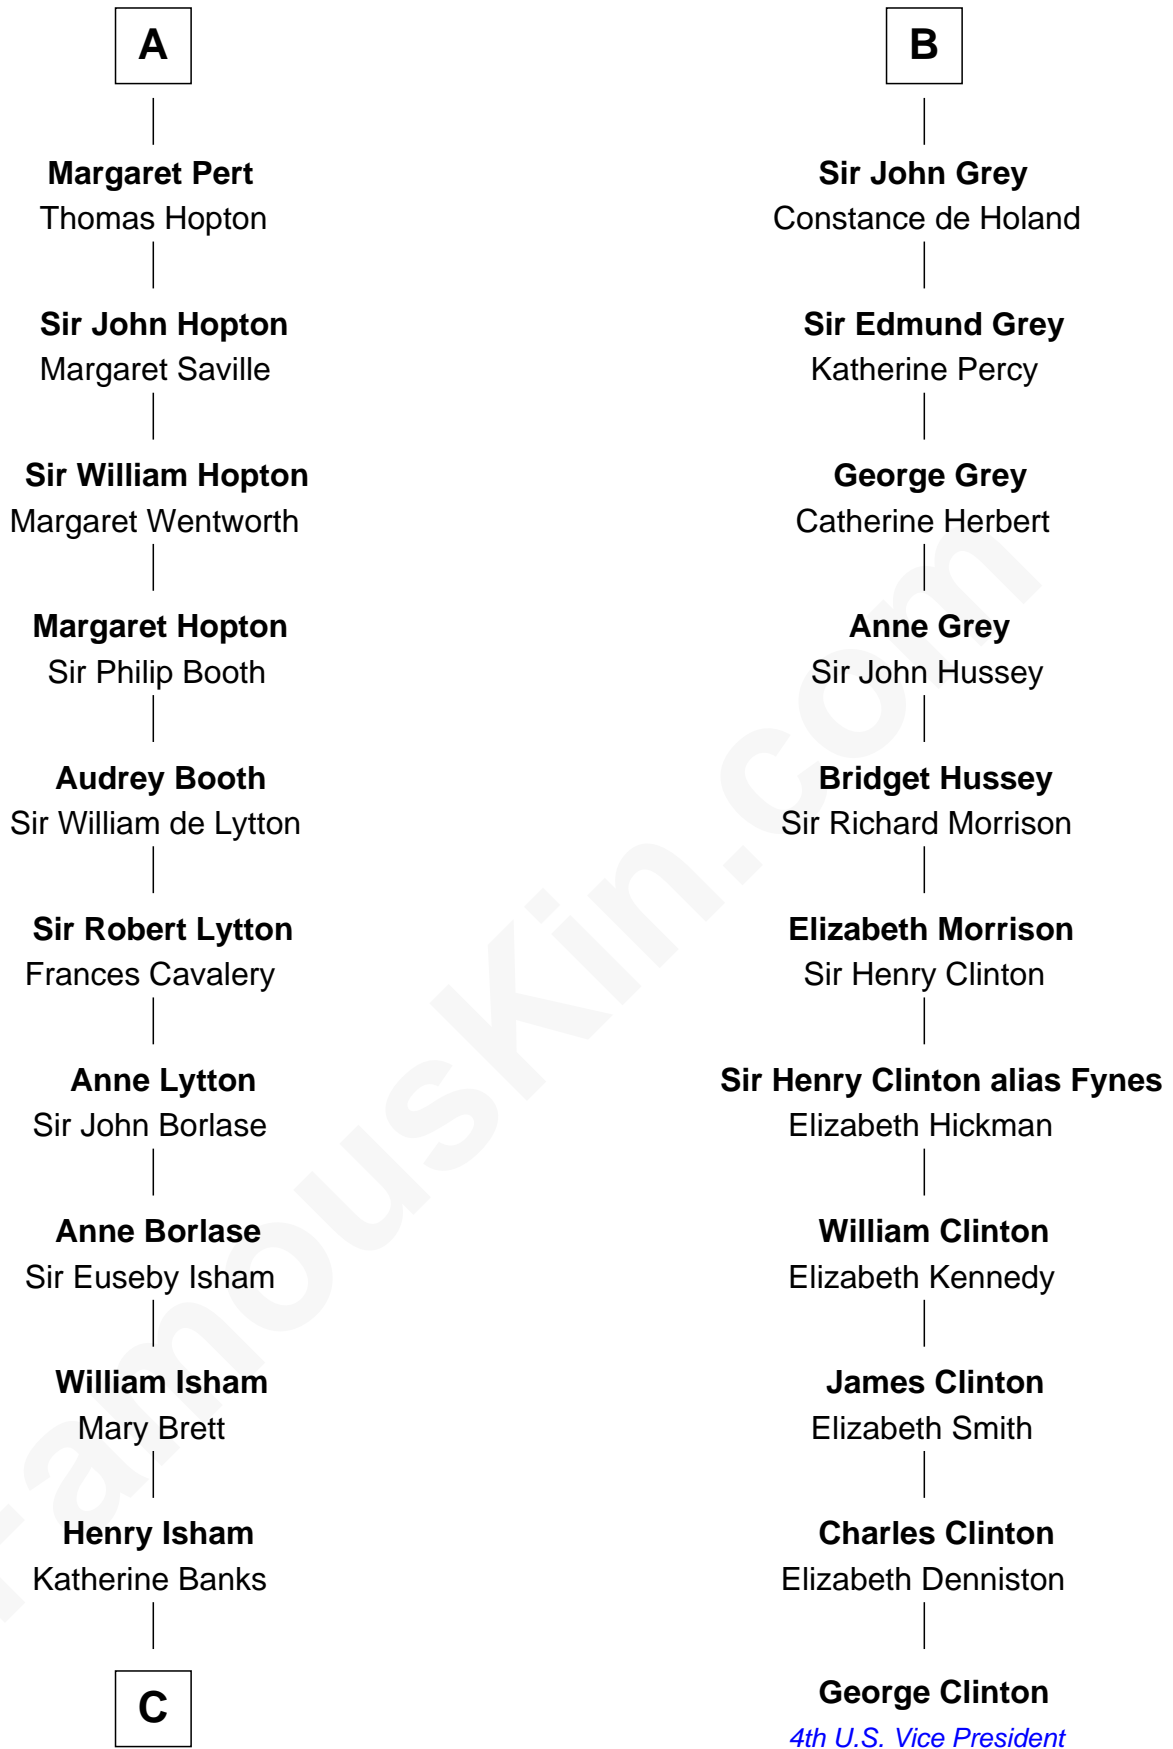 A
Margaret Pert
Thomas Hopton
Sir John Hopton
Margaret Saville
Sir William Hopton
Margaret Wentworth
Margaret Hopton
Sir Philip Booth
Audrey Booth
Sir William de Lytton
Sir Robert Lytton
Frances Cavalery
Anne Lytton
Sir John Borlase
Anne Borlase
Sir Euseby Isham
William Isham
Mary Brett
Henry Isham
Katherine Banks
C
B
Sir John Grey
Constance de Holand
Sir Edmund Grey
Katherine Percy
George Grey
Catherine Herbert
Anne Grey
Sir John Hussey
Bridget Hussey
Sir Richard Morrison
Elizabeth Morrison
Sir Henry Clinton
Sir Henry Clinton alias Fynes
Elizabeth Hickman
William Clinton
Elizabeth Kennedy
James Clinton
Elizabeth Smith
Charles Clinton
Elizabeth Denniston
George Clinton
4th U.S. Vice President
FamousKin.com